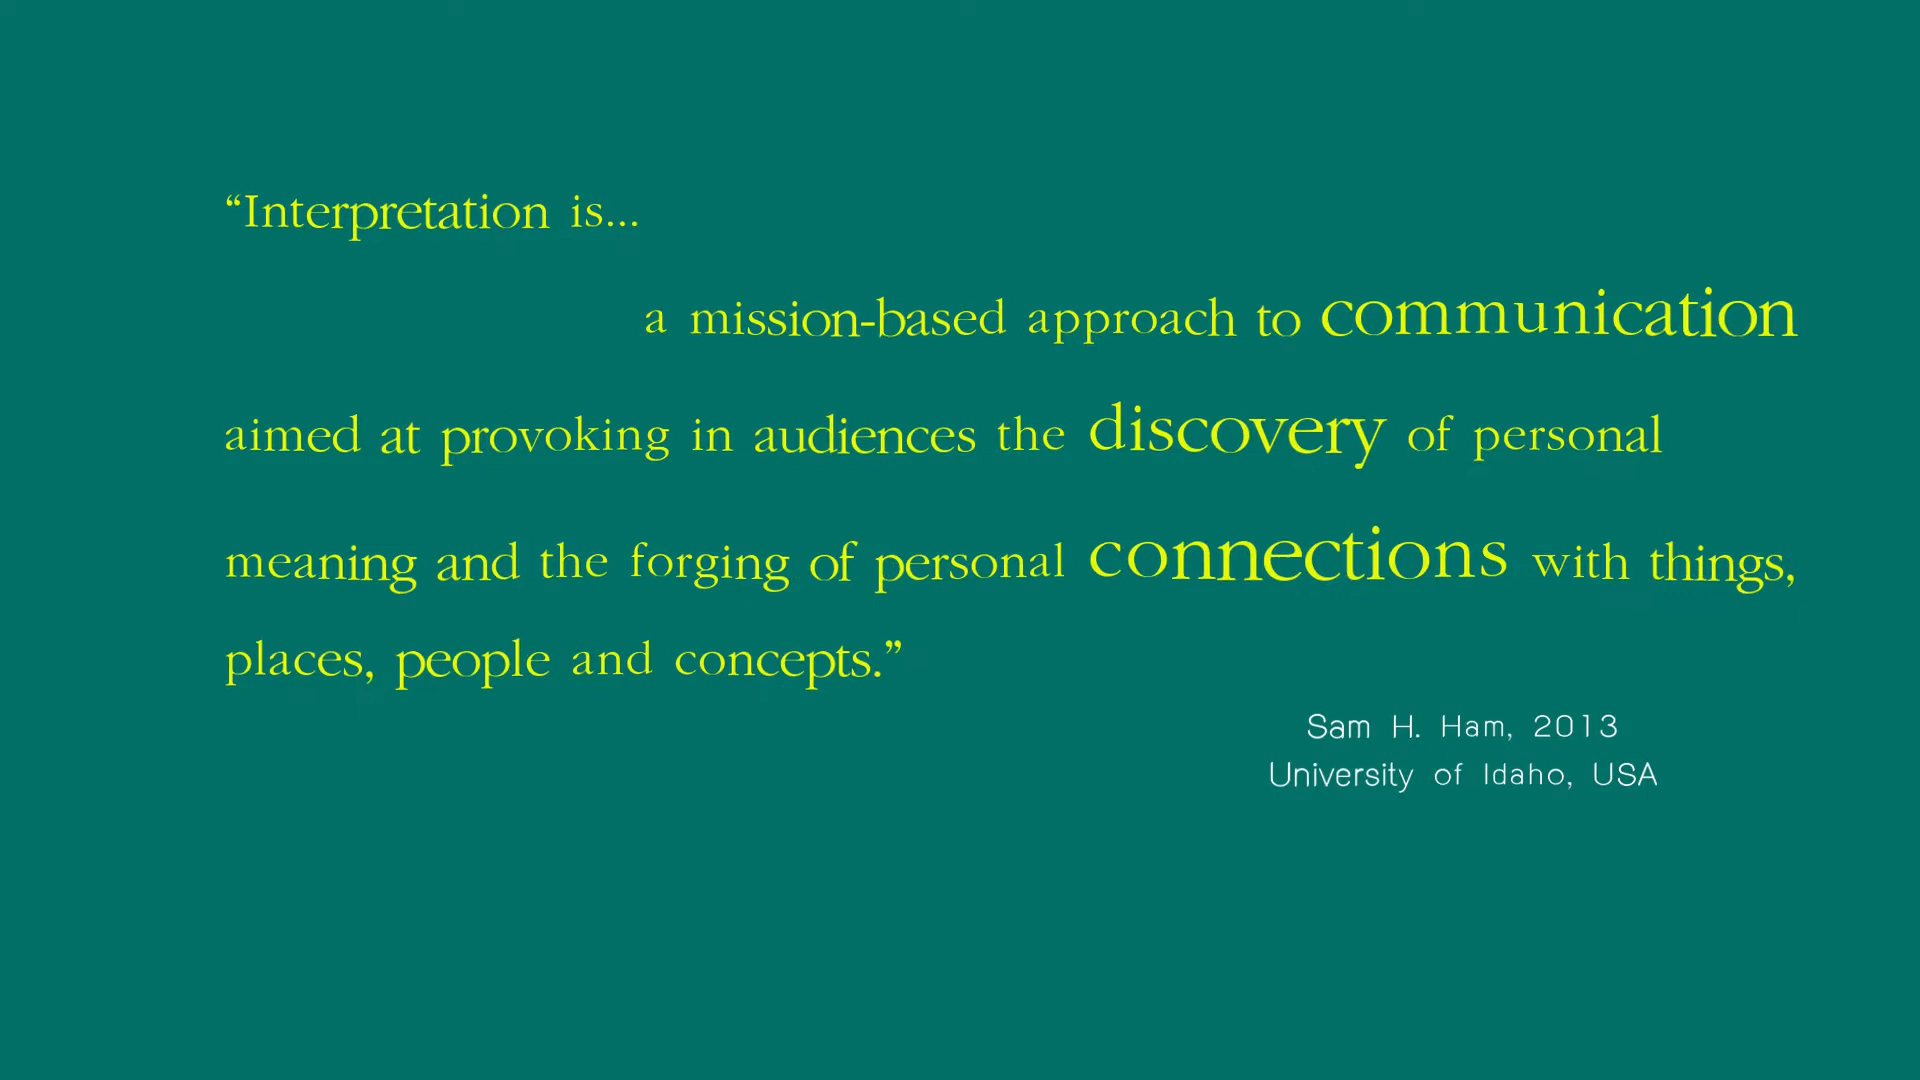 “Interpretation is...
a mission-based approach to communication
aimed at provoking in audiences the discovery of personal
meaning and the forging of personal connections with things,
places, people and concepts.”
Sam H. Ham, 2013
University of Idaho, USA